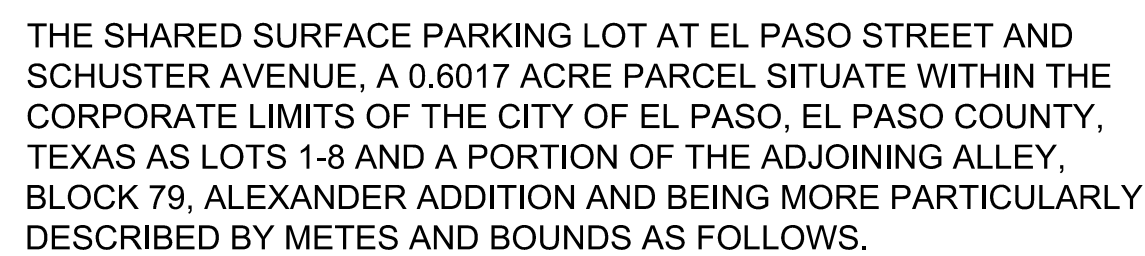 THE SHARED SURFACE PARKING LOT AT EL PASO STREET AND
SCHUSTER AVENUE, A 0.6017 ACRE PARCEL SITUATE WITHIN THE
CORPORATE LIMITS OF THE CITY OF EL PASO, EL PASO COUNTY,
TEXAS AS LOTS 1-8 AND A PORTION OF THE ADJOINING ALLEY,
BLOCK 79, ALEXANDER ADDITION AND BEING MORE PARTICULARLY
DESCRIBED BY METES AND BOUNDS AS FOLLOWS.